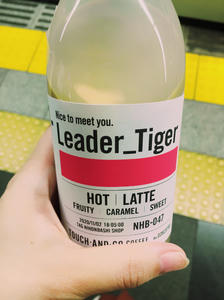 Nice to meet you.
Leader_Tiger
HOT | LATTE
FRUITY CARAMEL SWEET
2020/11/02 18:05:00
TAG NIHONBASHI SHOP
NHB-047
TOUCH-AND-GO COFFEE